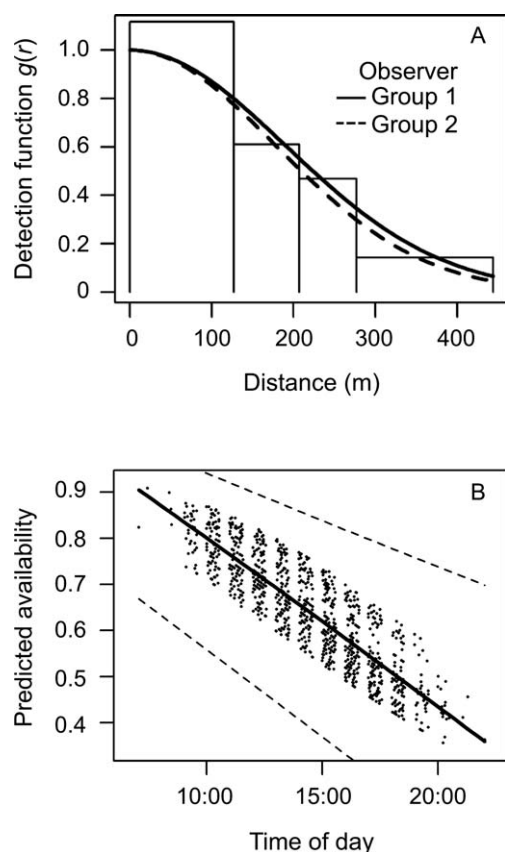 A
Detection function g(r)
1.0
0.8
0.6
0.4
0.2
0
Observer
Group 1
Group 2
0
100
200
300
400
Distance (m)
B
Predicted availability
0.9
0.8
0.7
0.6
0.5
0.4
10:00
15:00
20:00
Time of day